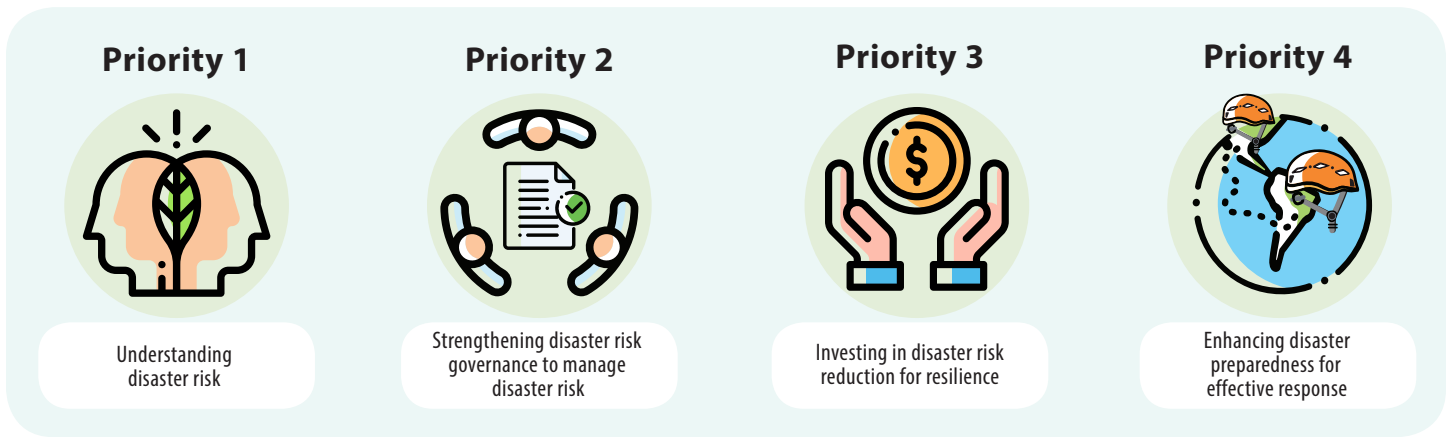 Priority 1
Understanding
disaster risk
Priority 2
Strengthening disaster risk
governance to manage
disaster risk
Priority 3
$
Investing in disaster risk
reduction for resilience
Priority 4
Enhancing disaster
preparedness for
effective response